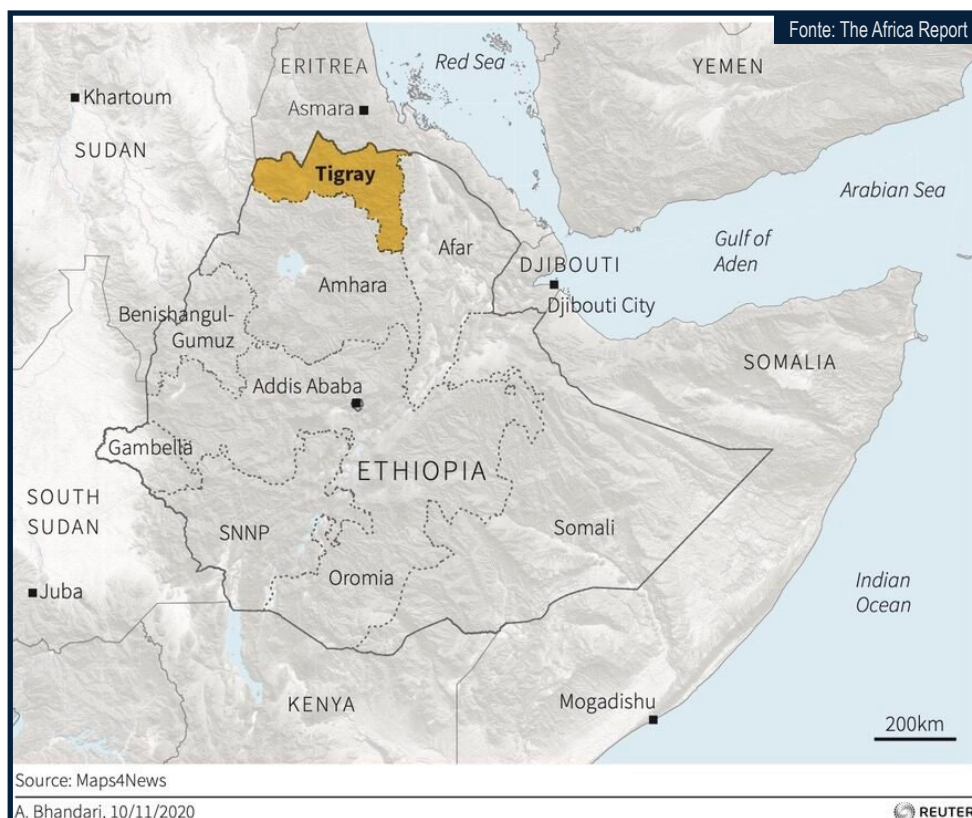 Fonte: The Africa Report
Red Sea
YEMEN
ERITREA
Khartoum
Asmara
SUDAN
Tigray
Arabian Sea
Afar
Gulf of
Aden
DJIBOUTI
Amhara
Djibouti City
Benishangul-
Gumuz
SOMALIA
Addis Ababa
Gambella
ETHIOPIA
SOUTH
SUDAN
SNNP
Somali
Oromia
Juba
Indian
Ocean
KENYA
Mogadishu
200km
Source: Maps4News
A. Bhandari, 10/11/2020
REUTER